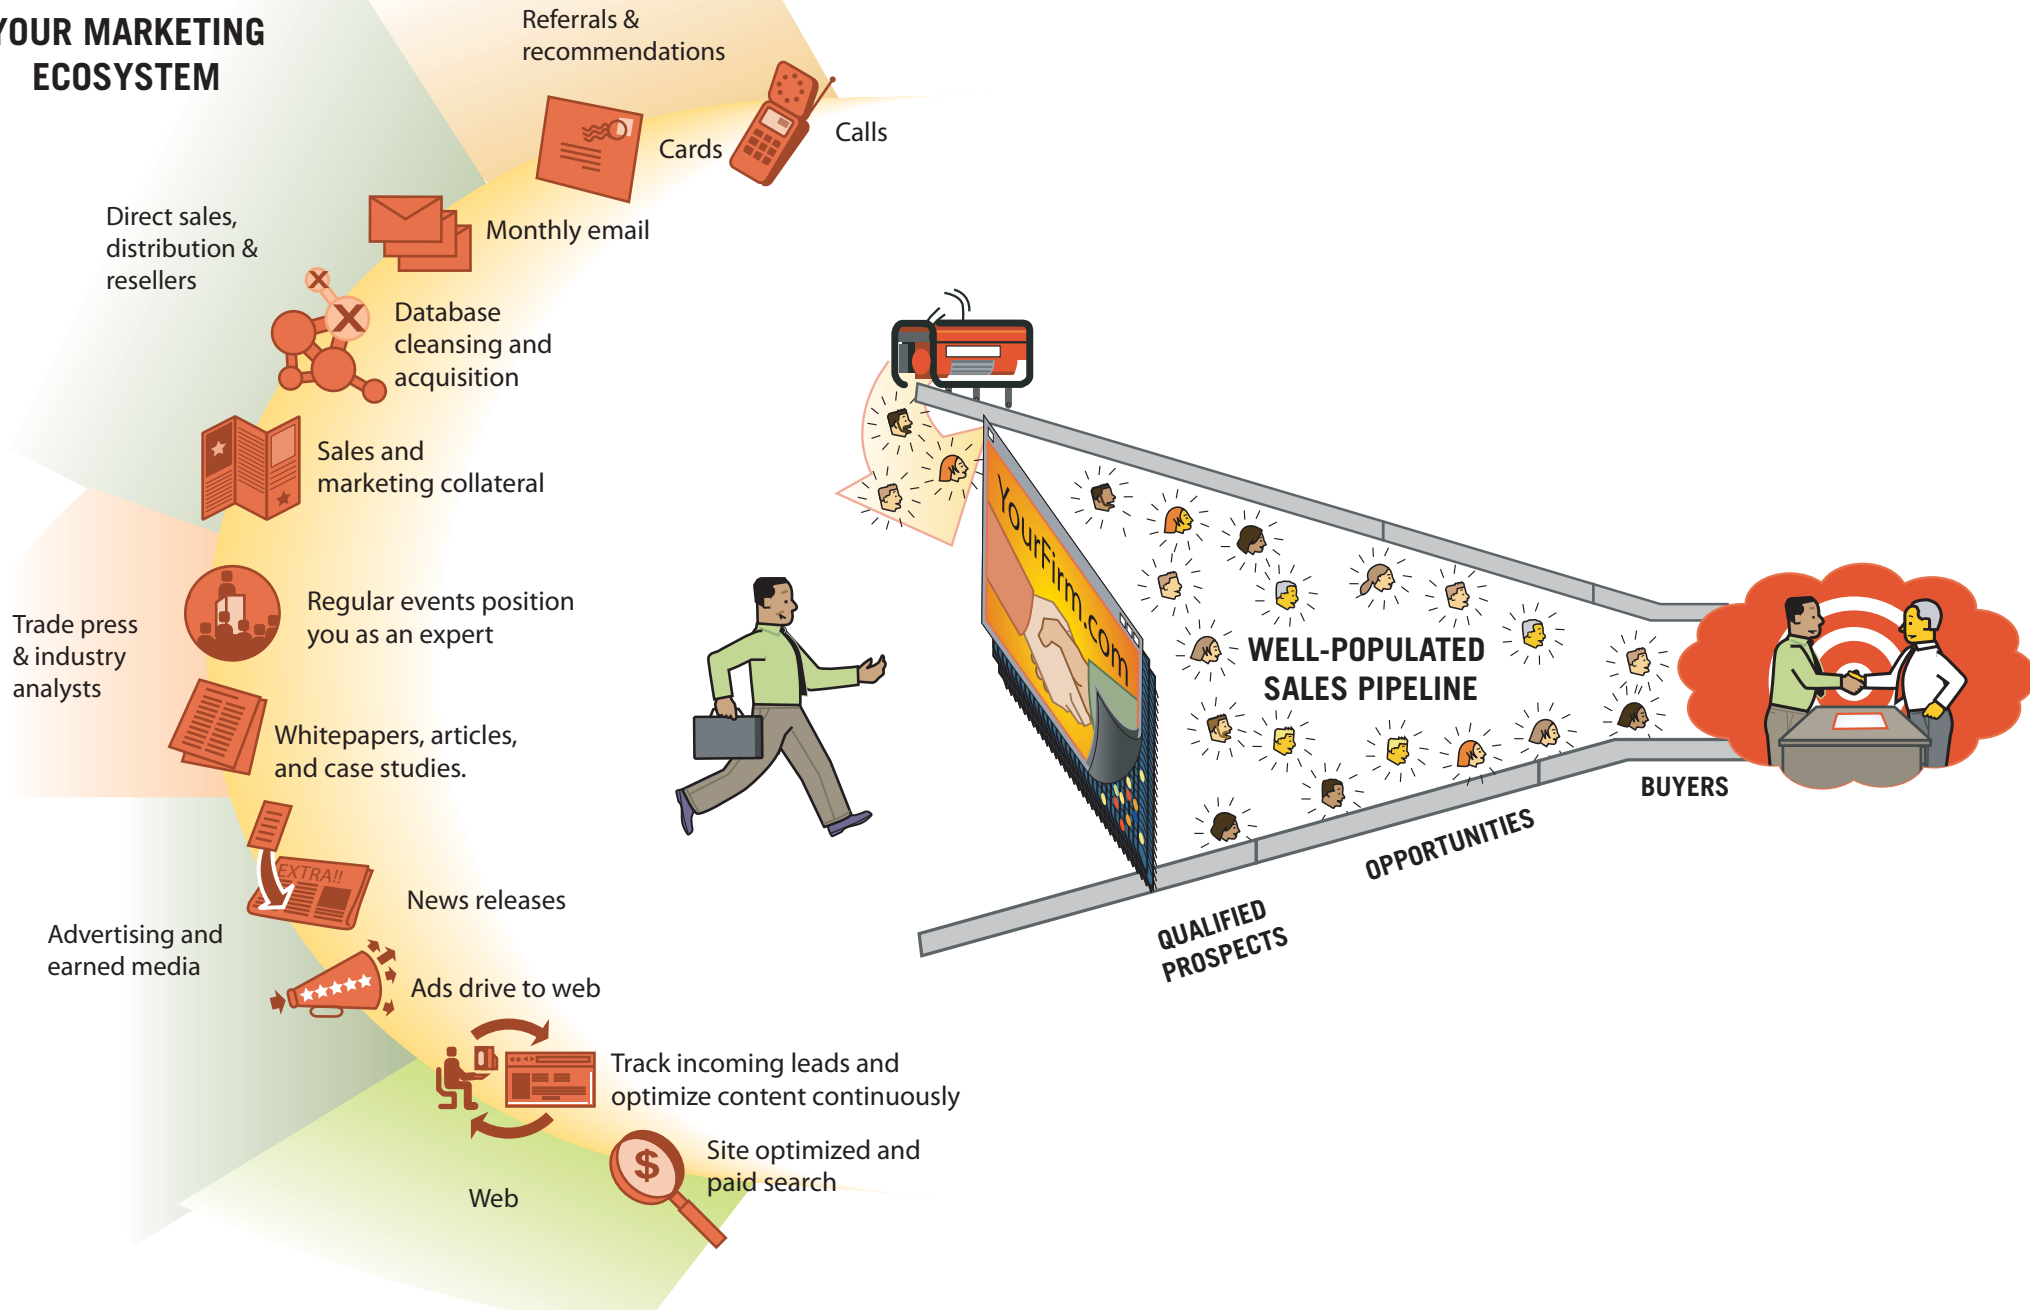 YOUR MARKETING
ECOSYSTEM
Referrals &
recommendations
Cards
Calls
Direct sales,
distribution &
resellers
Monthly email
Database
cleansing and
acquisition
Sales and
marketing collateral
Trade press
& industry
analysts
Regular events position
you as an expert
Whitepapers, articles,
and case studies.
EXTRA!!
News releases
Advertising and
earned media
Ads drive to web
Track incoming leads and
optimize content continuously
$
Site optimized and
paid search
Web
X
X
YourFirm.com
WELL-POPULATED
SALES PIPELINE
QUALIFIED
PROSPECTS
OPPORTUNITIES
BUYERS